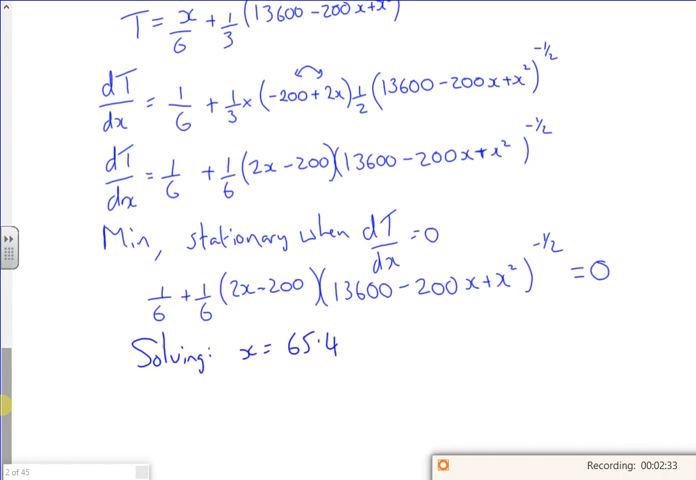 T = x/6 + 1/3 (13600 - 200x + x²)
dT/dx = 1/6 + 1/3 × (-200 + 2x) 1/2 (13600 - 200x + x²)^-1/2
dT/dx = 1/6 + 1/6 (2x - 200)(13600 - 200x + x²)^-1/2
Min, stationary when dT/dx = 0
1/6 + 1/6 (2x - 200)(13600 - 200x + x²)^-1/2 = 0
Solving: x = 65.4
2 of 45
Recording: 00:02:33